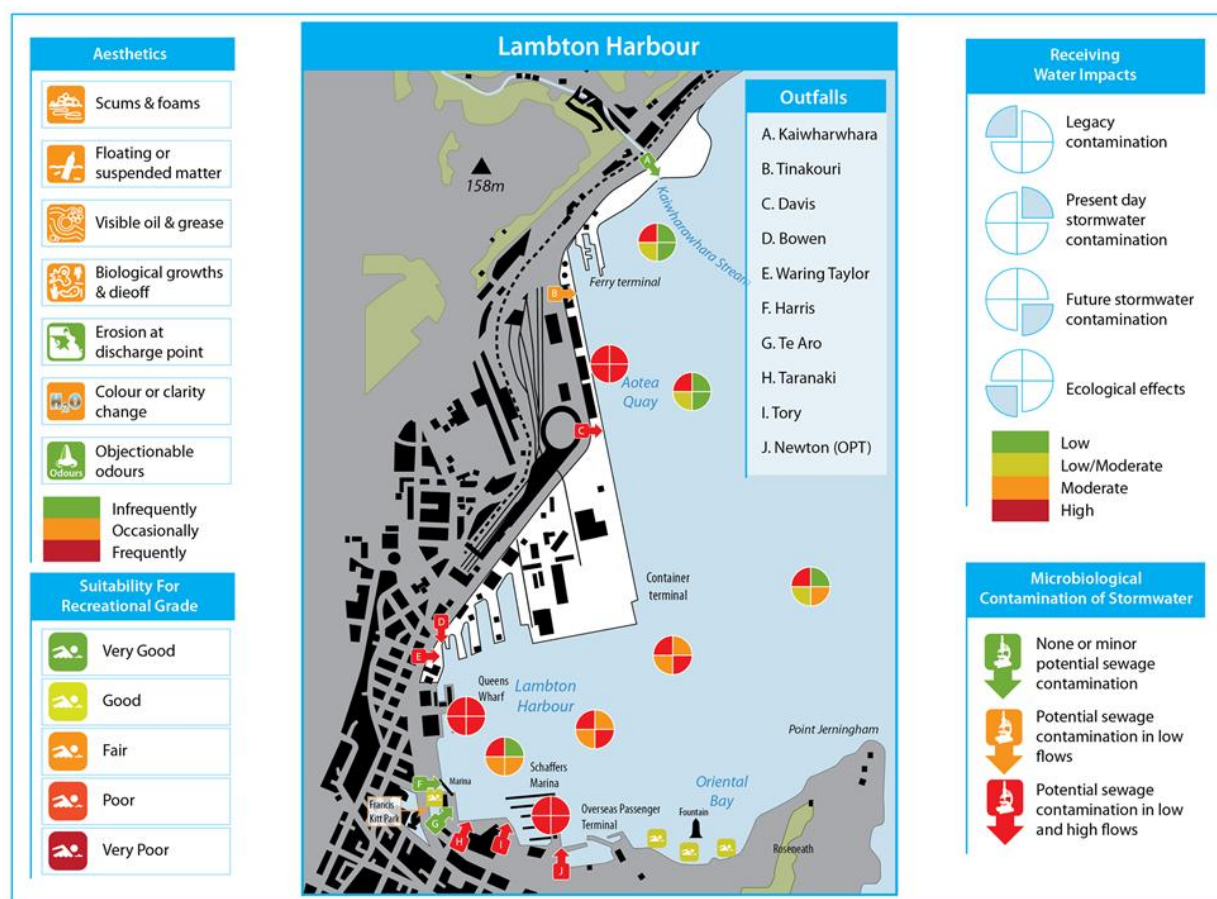 Aesthetics
Scums & foams
Floating or
suspended matter
Visible oil & grease
Biological growths
& dieoff
Erosion at
discharge point
H2O
Colour or clarity
change
Odours
Objectionable
odours
Infrequently
Occasionally
Frequently
Suitability For
Recreational Grade
Very Good
Good
Fair
Poor
Very Poor
Lambton Harbour
158m
A
Kaiwharawhara Stream
Ferry terminal
B
Aotea
Quay
C
Container
terminal
D
E
Queens
Wharf
Lambton
Harbour
Point Jerningham
Schaffers
Marina
F
Marina
Francis
Kitt Park
G
H
I
J
Overseas Passenger
Terminal
Oriental
Bay
Fountain
Roseneath
Outfalls
A. Kaiwharwhara
B. Tinakouri
C. Davis
D. Bowen
E. Waring Taylor
F. Harris
G. Te Aro
H. Taranaki
I. Tory
J. Newton (OPT)
Receiving
Water Impacts
Legacy
contamination
Present day
stormwater
contamination
Future stormwater
contamination
Ecological effects
Low
Low/Moderate
Moderate
High
Microbiological
Contamination of Stormwater
None or minor
potential sewage
contamination
Potential sewage
contamination in low
flows
Potential sewage
contamination in low
and high flows